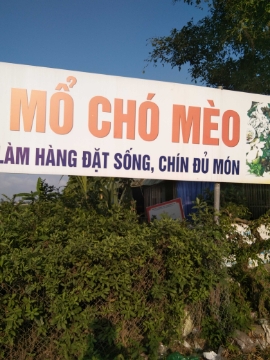 MỔ CHÓ MÈO
LÀM HÀNG ĐẶT SỐNG, CHÍN ĐỦ MÓN